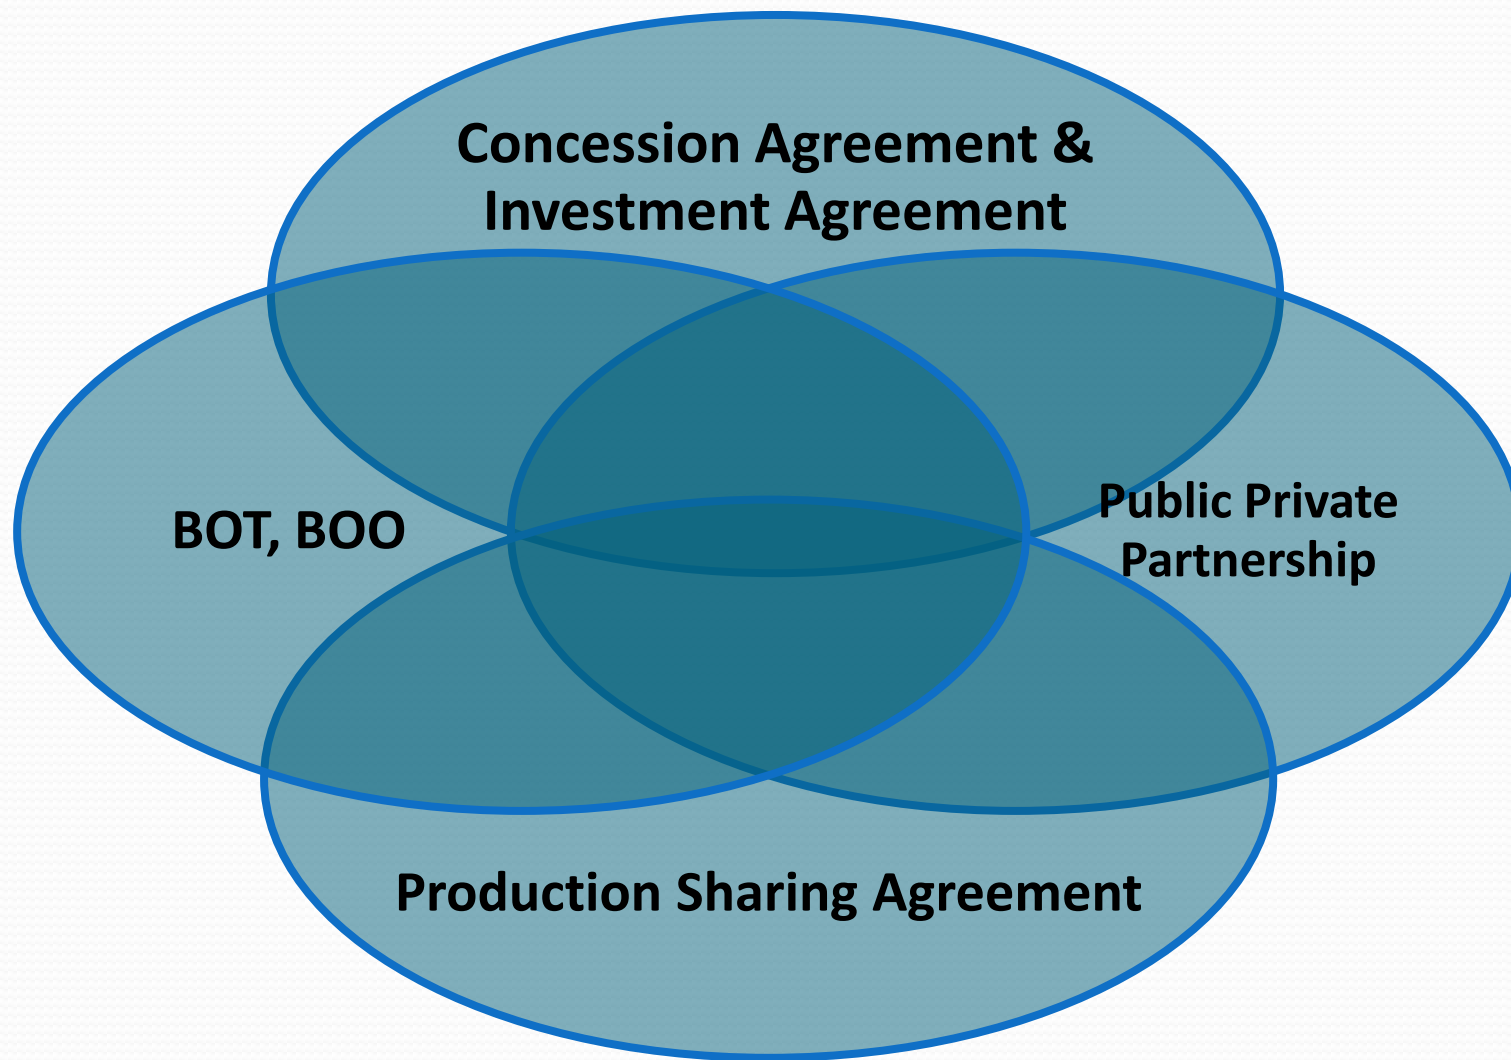 Concession Agreement &
Investment Agreement
BOT, BOO
Public Private
Partnership
Production Sharing Agreement